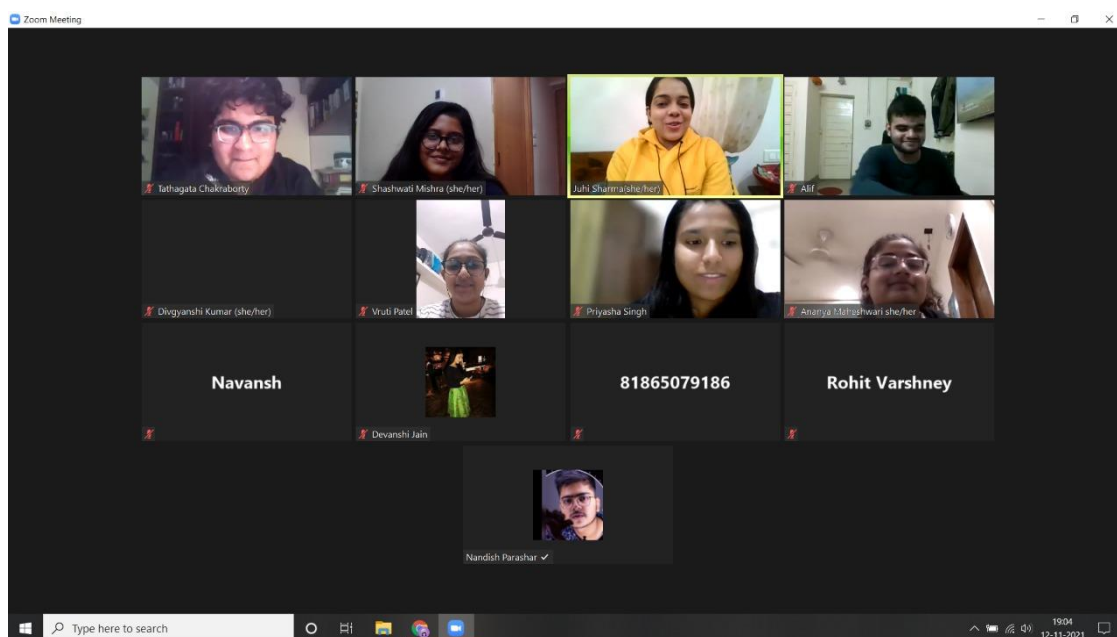 Zoom Meeting
Tathagata Chakraborty
Shashwati Mishra (she/her)
Juhi Sharma(she/her)
Alif
Divgyanshi Kumar (she/her)
Vruti Patel
Priyasha Singh
Ananya Maheshwari she/her
Navansh
Devanshi Jain
81865079186
Rohit Varshney
Nandish Parashar
Type here to search
19:04
12-11-2021